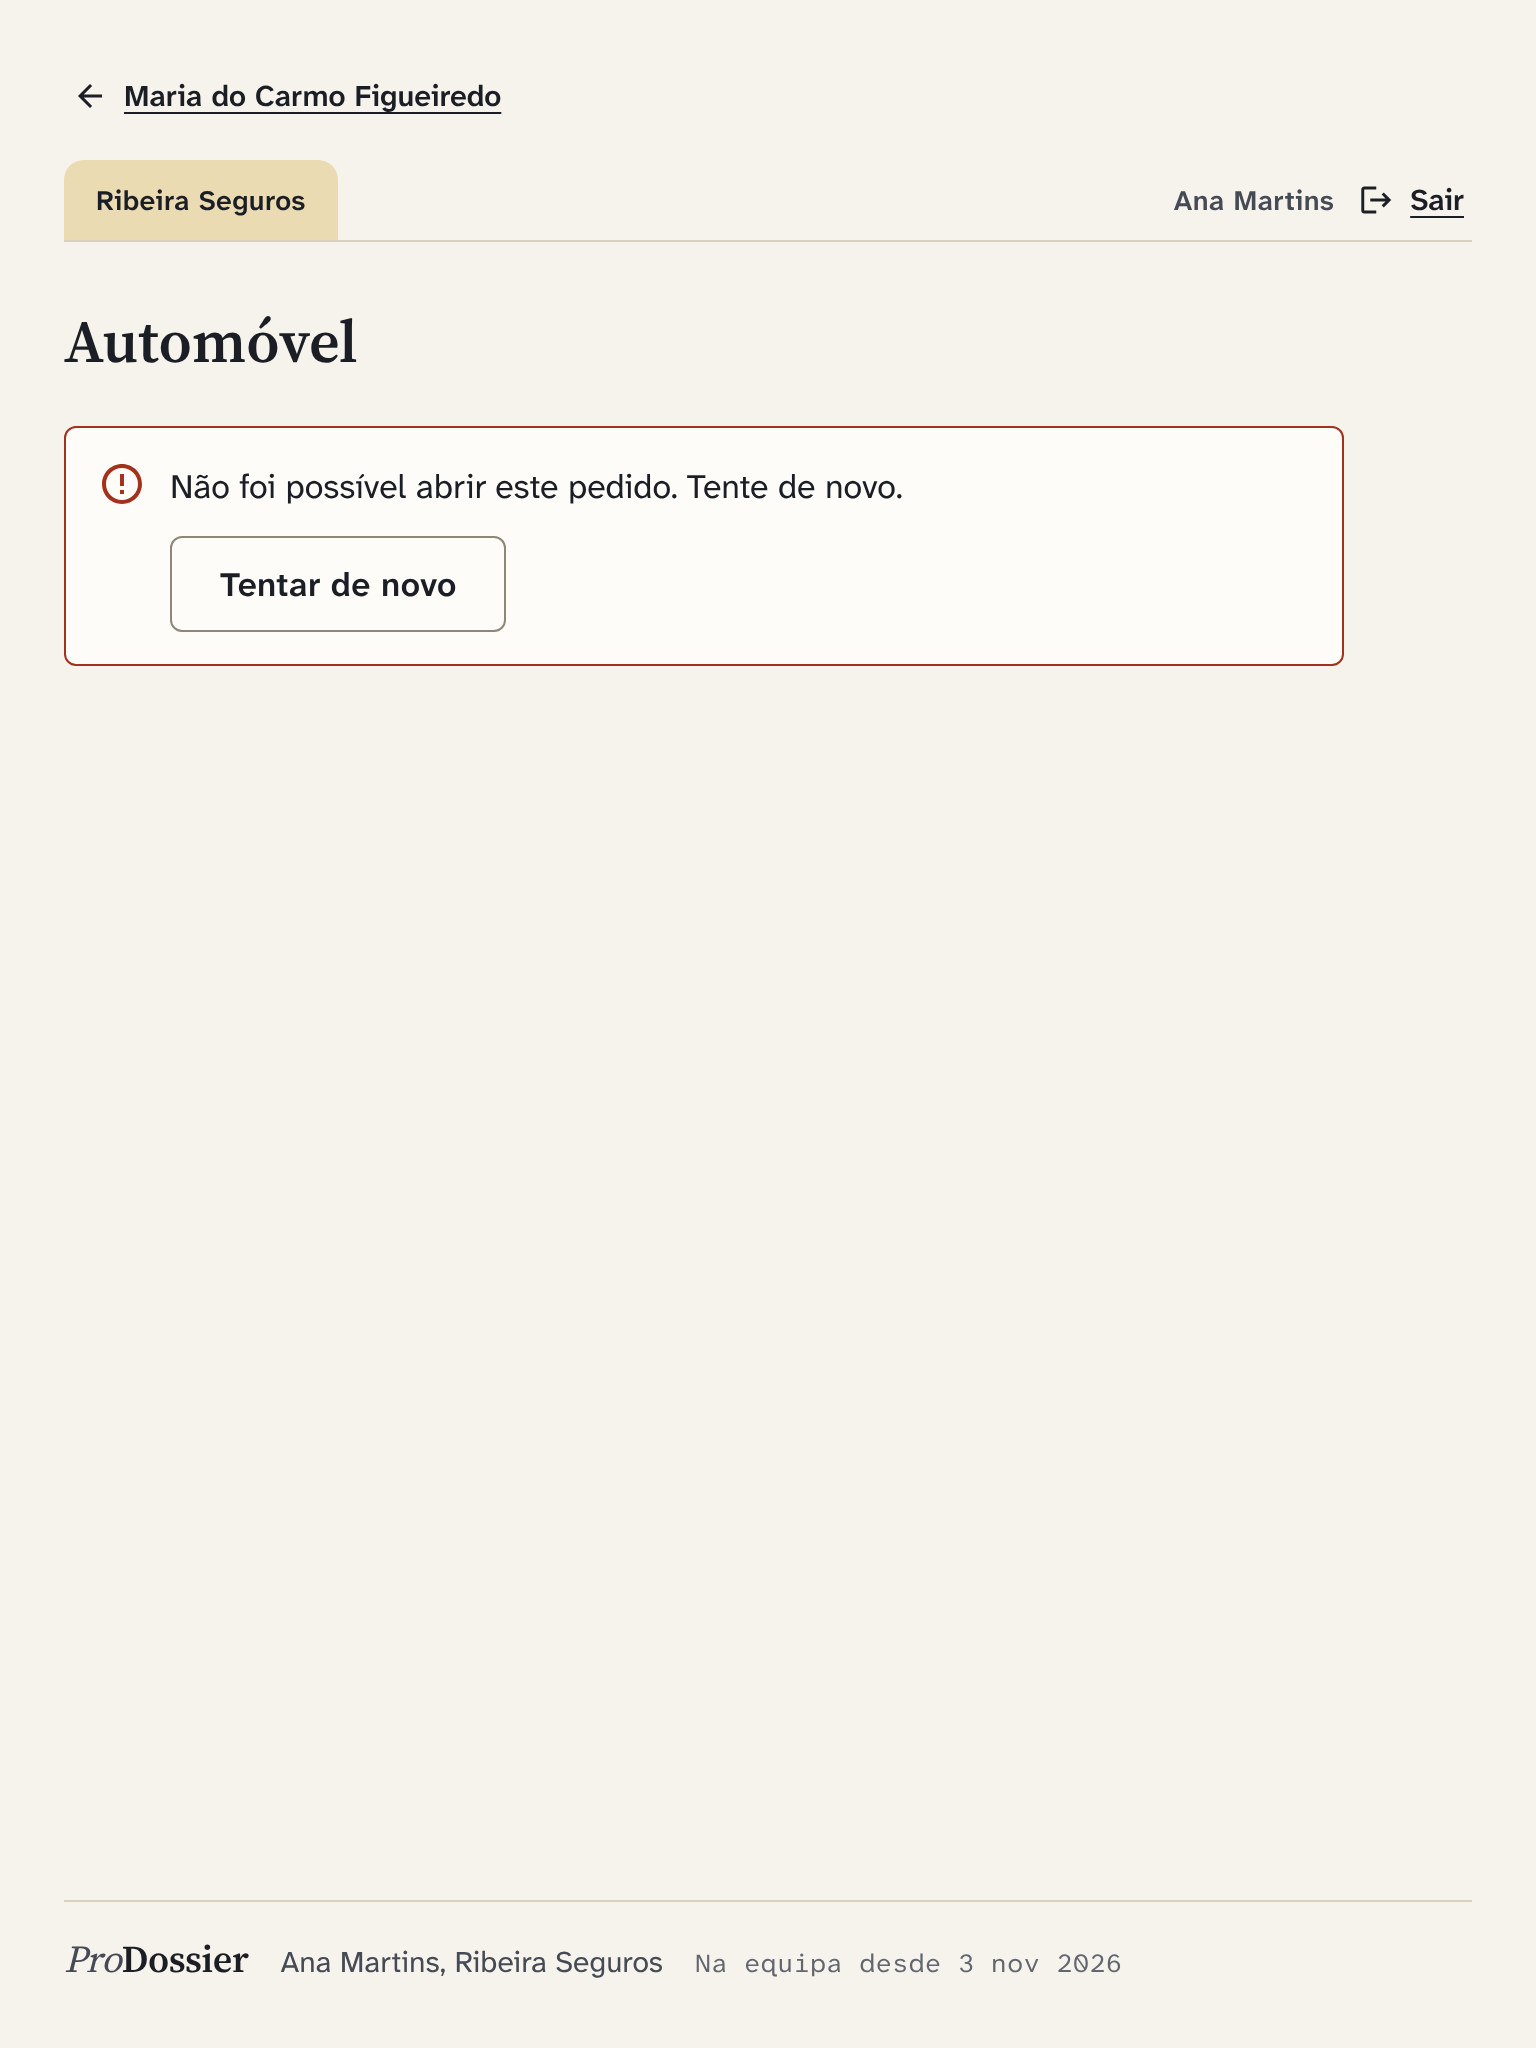 Maria do Carmo Figueiredo
Ribeira Seguros
Ana Martins
Sair
Automóvel
Não foi possível abrir este pedido. Tente de novo.
Tentar de novo
ProDossier
Ana Martins, Ribeira Seguros
Na equipa desde 3 nov 2026